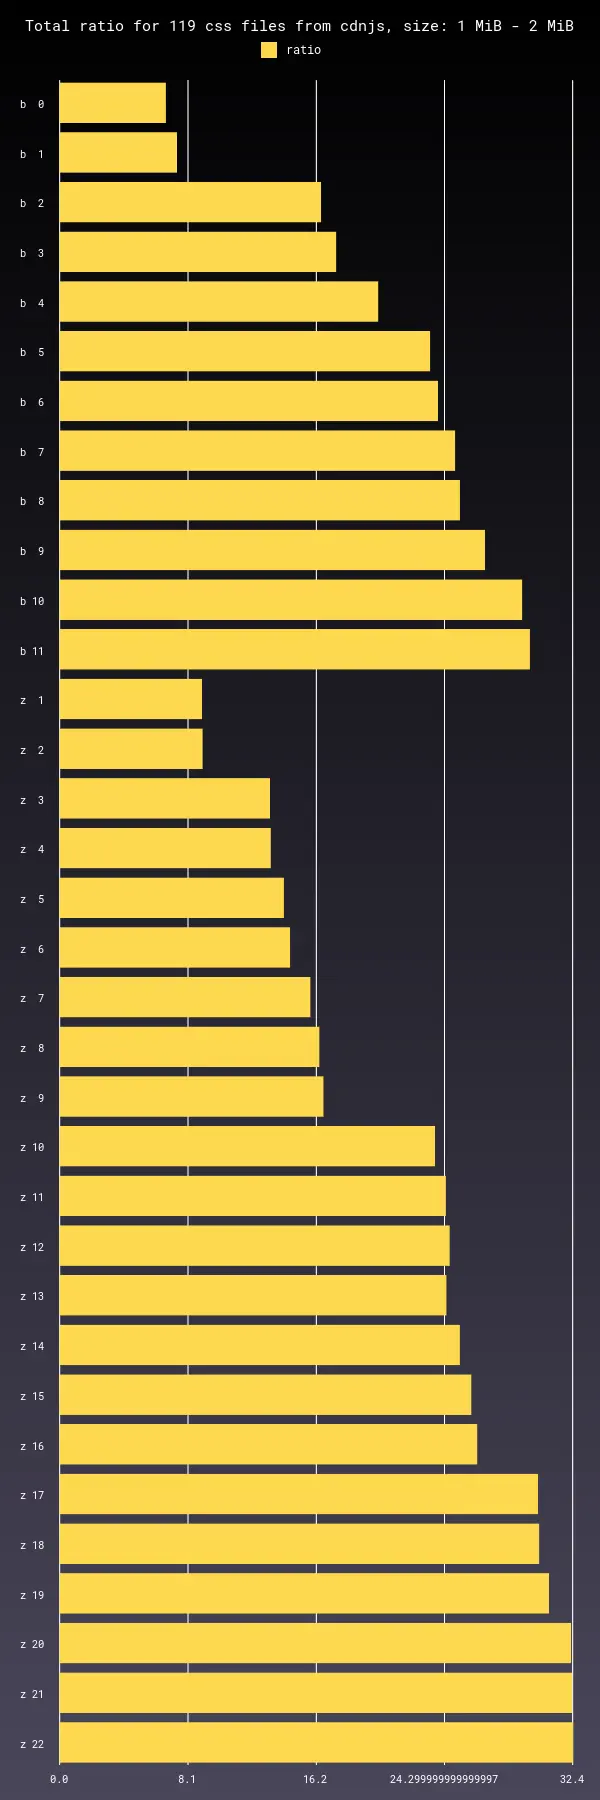 Total ratio for 119 css files from cdnjs, size: 1 MiB - 2 MiB
ratio
b 0
b 1
b 2
b 3
b 4
b 5
b 6
b 7
b 8
b 9
b 10
b 11
z 1
z 2
z 3
z 4
z 5
z 6
z 7
z 8
z 9
z 10
z 11
z 12
z 13
z 14
z 15
z 16
z 17
z 18
z 19
z 20
z 21
z 22
0.0 8.1 16.2 24.299999999999997 32.4